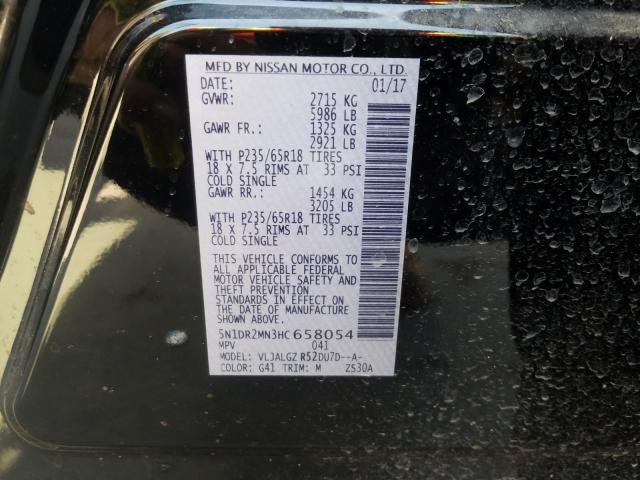 MFD BY NISSAN MOTOR CO., LTD.
DATE: 01/17
GVWR: 2715 KG
5986 LB
GAWR FR.: 1325 KG
2921 LB
WITH P235/65R18 TIRES
18 X 7.5 RIMS AT 33 PSI
COLD SINGLE
GAWR RR.: 1454 KG
3205 LB
WITH P235/65R18 TIRES
18 X 7.5 RIMS AT 33 PSI
COLD SINGLE
THIS VEHICLE CONFORMS TO
ALL APPLICABLE FEDERAL
MOTOR VEHICLE SAFETY AND
THEFT PREVENTION
STANDARDS IN EFFECT ON
THE DATE OF MANUFACTURE
SHOWN ABOVE.
5N1DR2MN3HC 658054
MPV 041
MODEL: VLJALGZ R52DU7D--A-
COLOR: G41 TRIM: M ZS30A